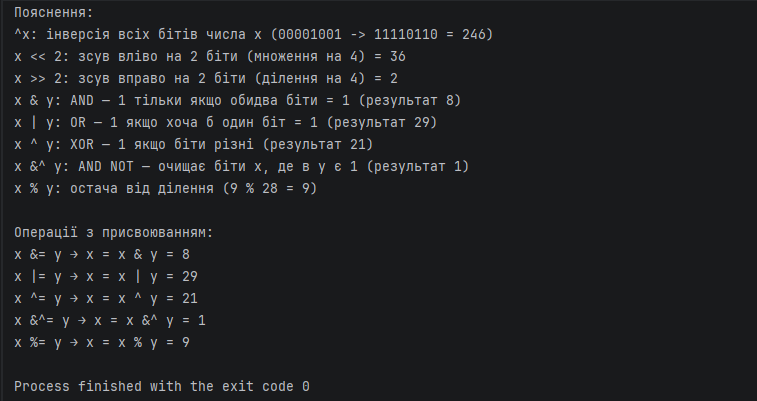 Пояснення:
^x: інверсія всіх бітів числа x (00001001 -> 11110110 = 246)
x << 2: зсув вліво на 2 біти (множення на 4) = 36
x >> 2: зсув вправо на 2 біти (ділення на 4) = 2
x & y: AND — 1 тільки якщо обидва біти = 1 (результат 8)
x | y: OR — 1 якщо хоча б один біт = 1 (результат 29)
x ^ y: XOR — 1 якщо біти різні (результат 21)
x &^ y: AND NOT — очищає біти x, де в y є 1 (результат 1)
x % y: остача від ділення (9 % 28 = 9)

Операції з присвоюванням:
x &= y → x = x & y = 8
x |= y → x = x | y = 29
x ^= y → x = x ^ y = 21
x &^= y → x = x &^ y = 1
x %= y → x = x % y = 9

Process finished with the exit code 0